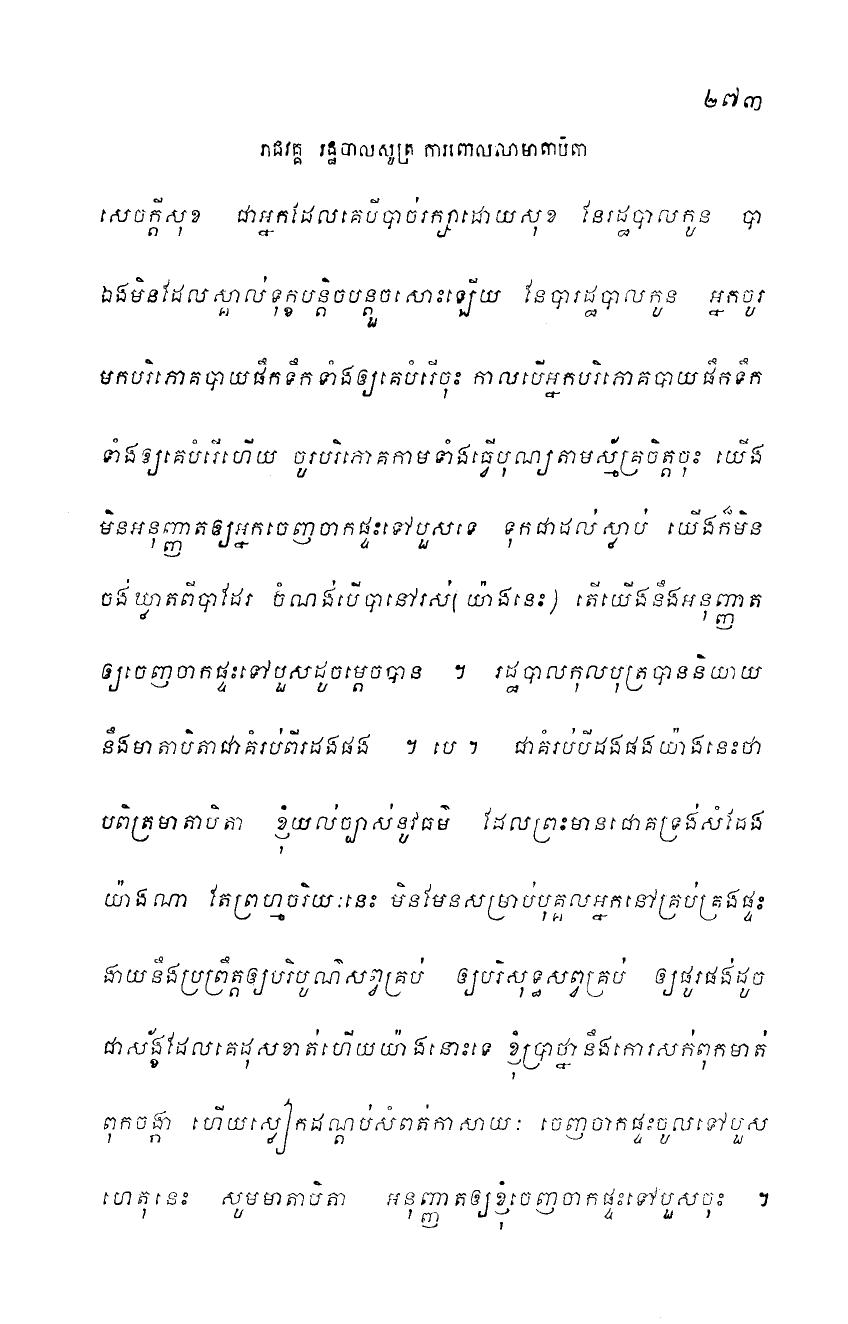 ២៧៣
រាជវគ្គ រដ្ឋបាលសូត្រ ការពោលលាមាតាបិតា
សេចក្តីសុខ ជាអ្នកដែលគេបីបាច់រក្សាដោយសុខ នែរដ្ឋបាលកូន បា
ឯងមិនដែលស្គាល់ទុក្ខបន្តិចបន្តួចសោះឡើយ នែបារដ្ឋបាលកូន អ្នកចូរ
មកបរិភោគបាយផឹកទឹកទាំងឲ្យគេបំរើចុះ កាលបើអ្នកបរិភោគបាយផឹកទឹក
ទាំងឲ្យគេបំរើហើយ ចូរបរិភោគកាមទាំងធ្វើបុណ្យតាមស្ម័គ្រចិត្តចុះ យើង
មិនអនុញ្ញាតឲ្យអ្នកចេញចាកផ្ទះទៅបួសទេ ទុកជាដល់ស្លាប់ យើងក៏មិន
ចង់ឃ្លាតពីបាដែរ ចំណង់បើបានៅរស់(យ៉ាងនេះ) តើយើងនឹងអនុញ្ញាត
ឲ្យចេញចាកផ្ទះទៅបួសដូចម្តេចបាន ។ រដ្ឋបាលកុលបុត្របាននិយាយ
នឹងមាតាបិតាជាគំរប់ពីរដងផង ។ បេ ។ ជាគំរប់បីដងផងយ៉ាងនេះថា
បពិត្រមាតាបិតា ខ្ញុំយល់ច្បាស់នូវធម៌ ដែលព្រះមានជោគទ្រង់សំដែង
យ៉ាងណា តែព្រហ្មចរិយៈនេះ មិនមែនសម្រាប់បុគ្គលអ្នកនៅគ្រប់គ្រងផ្ទះ
ងាយនឹងប្រព្រឹត្តឲ្យបរិបូណ៌សព្វគ្រប់ ឲ្យបរិសុទ្ធសព្វគ្រប់ ឲ្យផូរផង់ដូច
ជាស័ង្ខដែលគេដុសខាត់ហើយយ៉ាងនោះទេ ខ្ញុំប្រាថ្នានឹងកោរសក់ពុកមាត់
ពុកចង្កា ហើយស្លៀកដណ្តប់សំពត់កាសាយៈ ចេញចាកផ្ទះចូលទៅបួស
ហេតុនេះ សូមមាតាបិតា អនុញ្ញាតឲ្យខ្ញុំចេញចាកផ្ទះទៅបួសចុះ ។